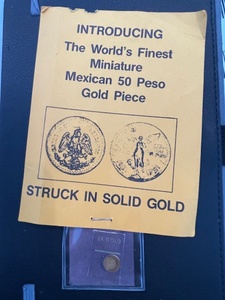 INTRODUCING
The World's Finest
Miniature
Mexican 50 Peso
Gold Piece
STRUCK IN SOLID GOLD